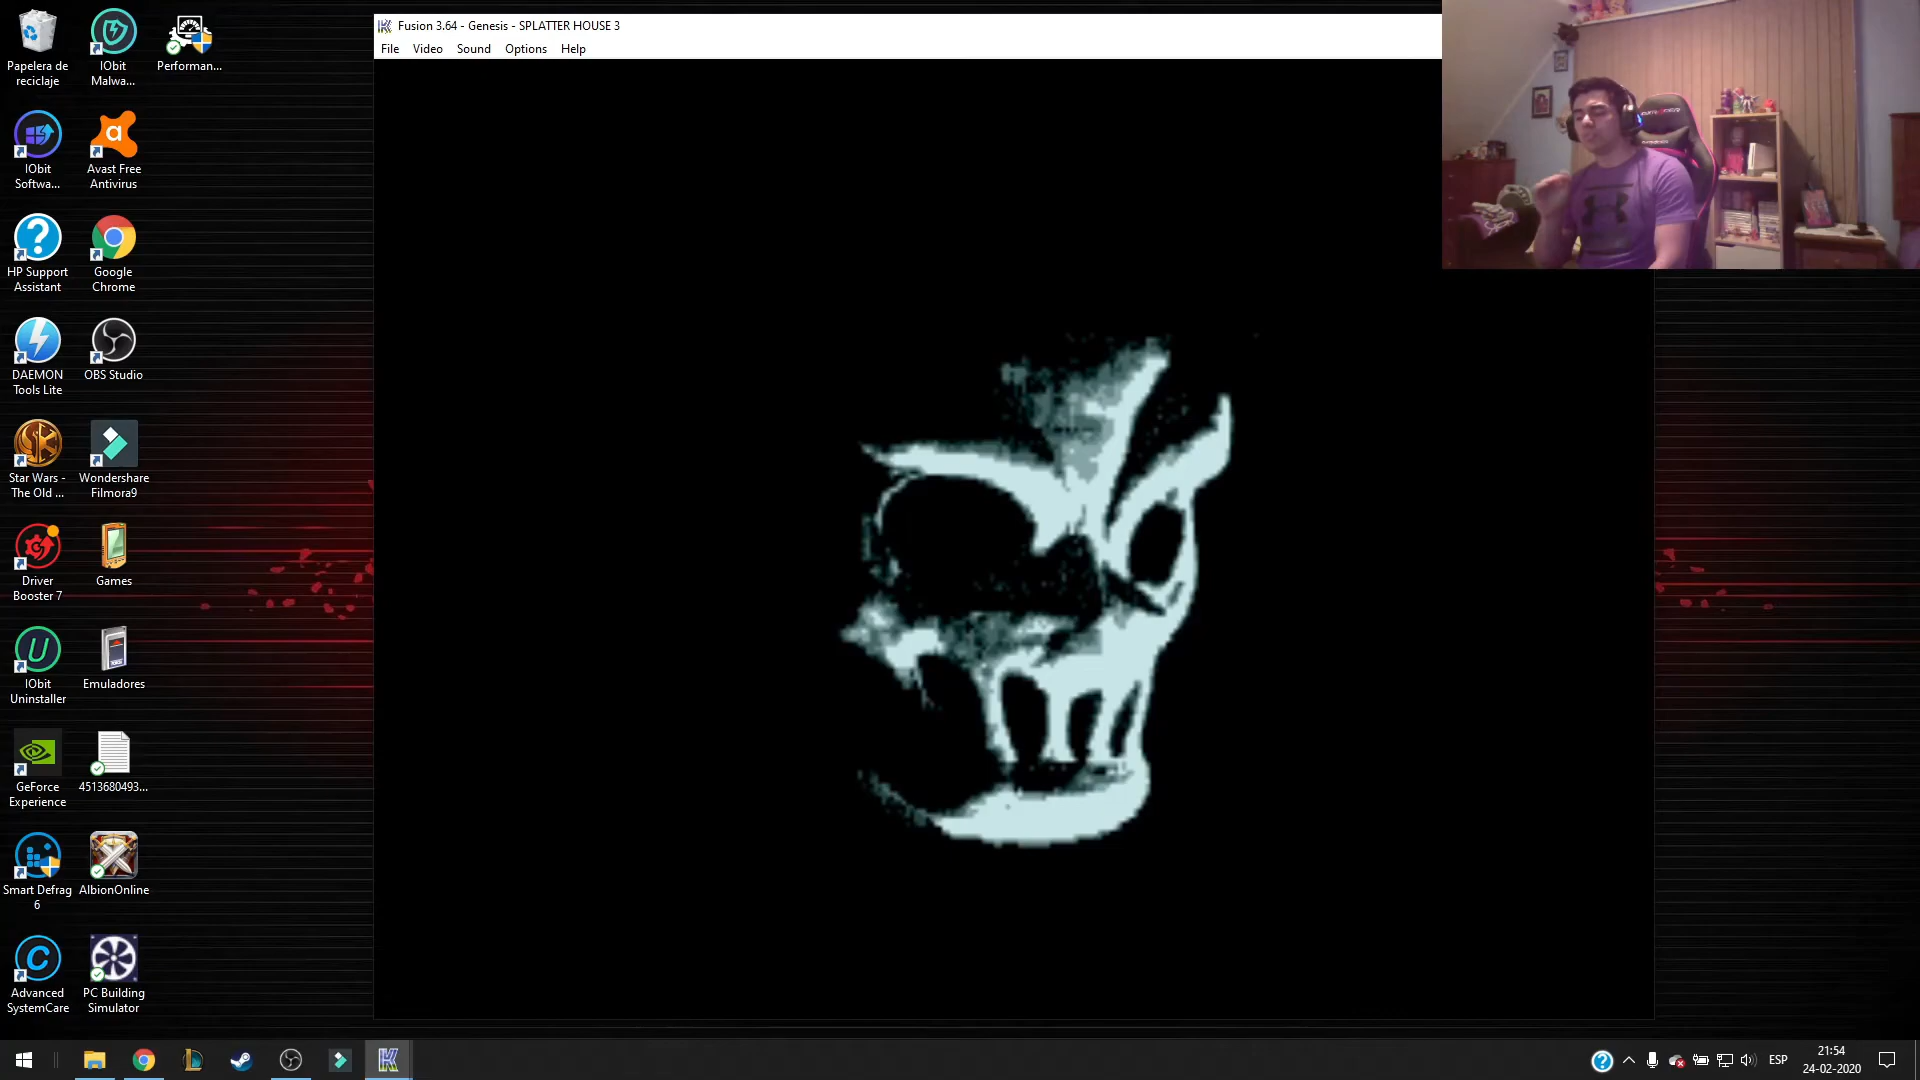 Fusion 3.64 - Genesis - SPLATTER HOUSE 3
File Video Sound Options Help
Papelera de reciclaje
IObit Malwa...
Performan...
IObit Softwa...
Avast Free Antivirus
HP Support Assistant
Google Chrome
DAEMON Tools Lite
OBS Studio
Star Wars - The Old ...
Wondershare Filmora9
Driver Booster 7
Games
IObit Uninstaller
Emuladores
GeForce Experience
4513680493...
Smart Defrag 6
AlbionOnline
Advanced SystemCare
PC Building Simulator
ESP
21:54
24-02-2020